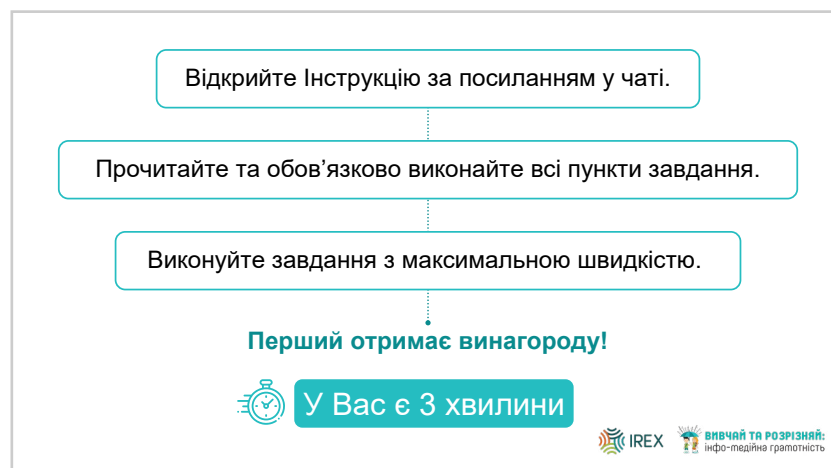 Відкрийте Інструкцію за посиланням у чаті.
Прочитайте та обов’язково виконайте всі пункти завдання.
Виконуйте завдання з максимальною швидкістю.
Перший отримає винагороду!
У Вас є 3 хвилини
IREX
ВИВЧАЙ ТА РОЗРІЗНЯЙ:
інфо-медійна грамотність